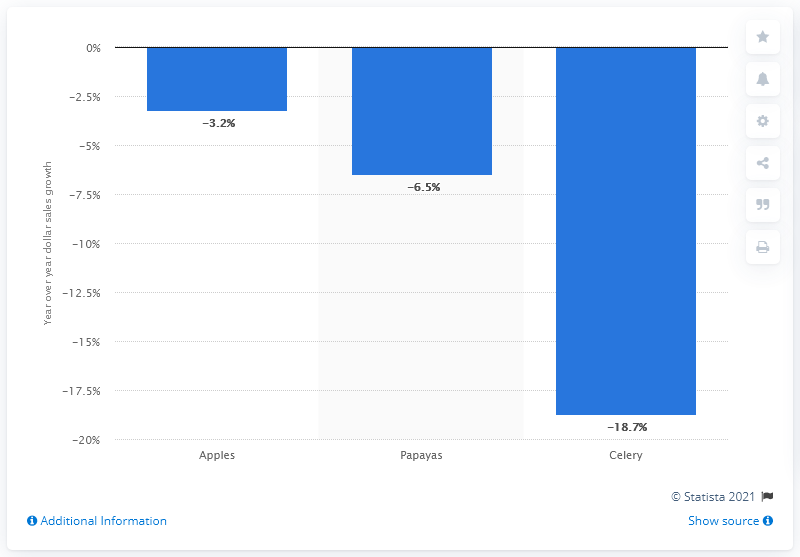 0%
−2.5%
−5%
−7.5%
−10%
−12.5%
−15%
−17.5%
−20%
Year over year dollar sales growth
−3.2%
−6.5%
−18.7%
Apples
Papayas
Celery
© Statista 2021
Additional Information
Show source